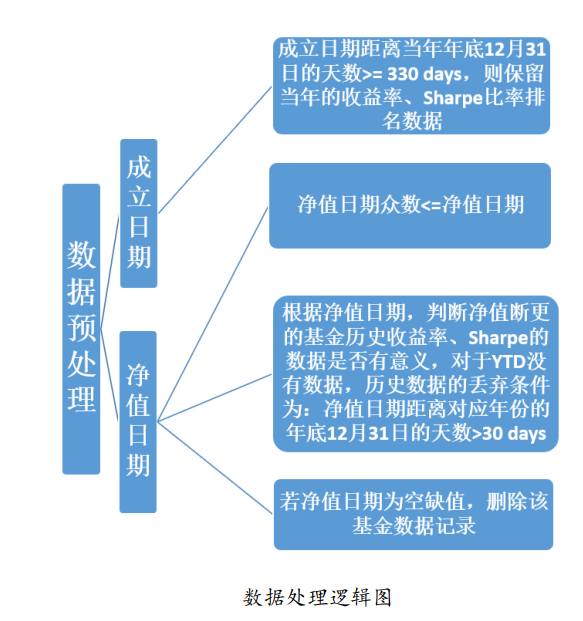 数据预处理
成立日期
净值日期
成立日期距离当年年底12月31
日的天数>= 330 days，则保留
当年的收益率、Sharpe比率排
名数据
净值日期众数<=净值日期
根据净值日期，判断净值断更
的基金历史收益率、Sharpe的
数据是否有意义，对于YTD没
有数据，历史数据的丢弃条件
为：净值日期距离对应年份的
年底12月31日的天数>30 days
若净值日期为空缺值，删除该
基金数据记录
数据处理逻辑图